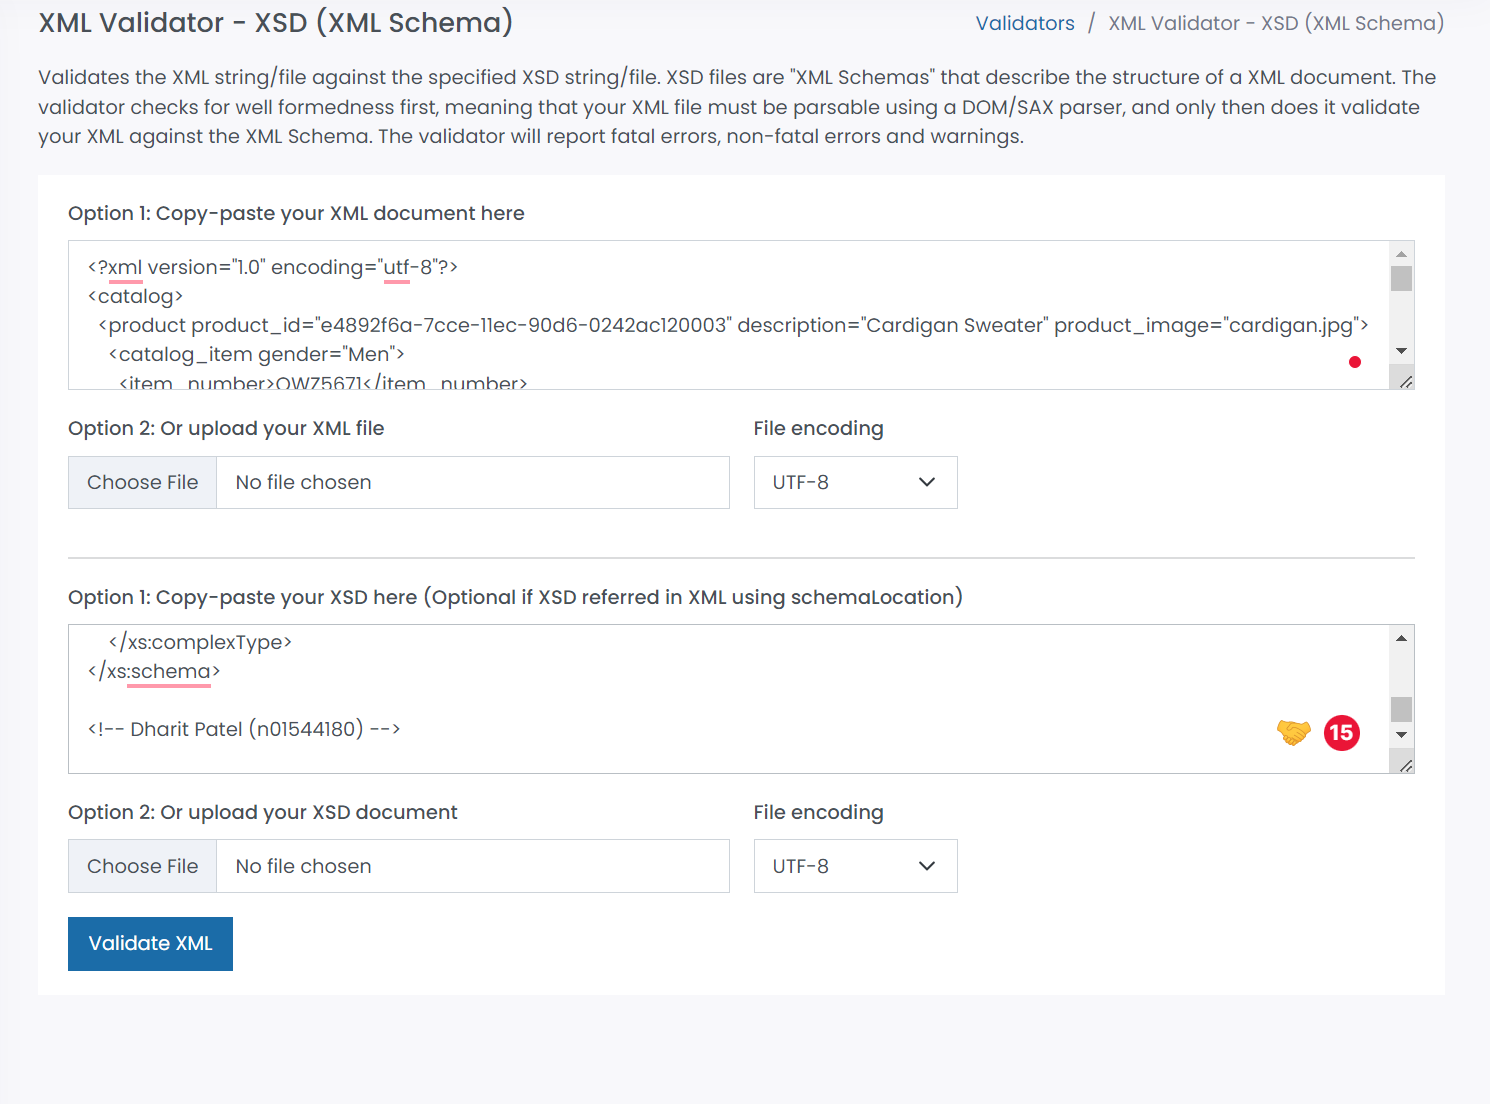 XML Validator - XSD (XML Schema)
Validators / XML Validator - XSD (XML Schema)
Validates the XML string/file against the specified XSD string/file. XSD files are "XML Schemas" that describe the structure of a XML document. The
validator checks for well formedness first, meaning that your XML file must be parsable using a DOM/SAX parser, and only then does it validate
your XML against the XML Schema. The validator will report fatal errors, non-fatal errors and warnings.
Option 1: Copy-paste your XML document here
<?xml version="1.0" encoding="utf-8"?>
<catalog>
<product product_id="e4892f6a-7cce-11ec-90d6-0242ac120003" description="Cardigan Sweater" product_image="cardigan.jpg">
<catalog_item gender="Men">
<item_number>QWZ5671</item_number>
Option 2: Or upload your XML file
File encoding
Choose File
No file chosen
UTF-8
Option 1: Copy-paste your XSD here (Optional if XSD referred in XML using schemaLocation)
</xs:complexType>
</xs:schema>
<!-- Dharit Patel (n01544180) -->
15
Option 2: Or upload your XSD document
File encoding
Choose File
No file chosen
UTF-8
Validate XML